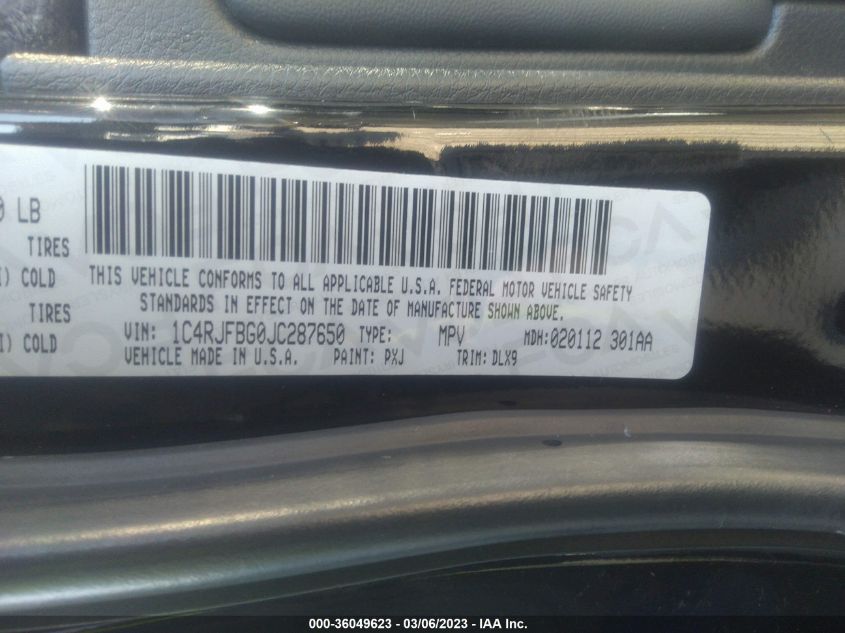 0 LB
TIRES
I) COLD
TIRES
I) COLD
THIS VEHICLE CONFORMS TO ALL APPLICABLE U.S.A. FEDERAL MOTOR VEHICLE SAFETY
STANDARDS IN EFFECT ON THE DATE OF MANUFACTURE SHOWN ABOVE.
VIN: 1C4RJFBG0JC287650 TYPE: MPV MDH:020112 301AA
VEHICLE MADE IN U.S.A. PAINT: PXJ TRIM: DLX9
000-36049623 - 03/06/2023 - IAA Inc.